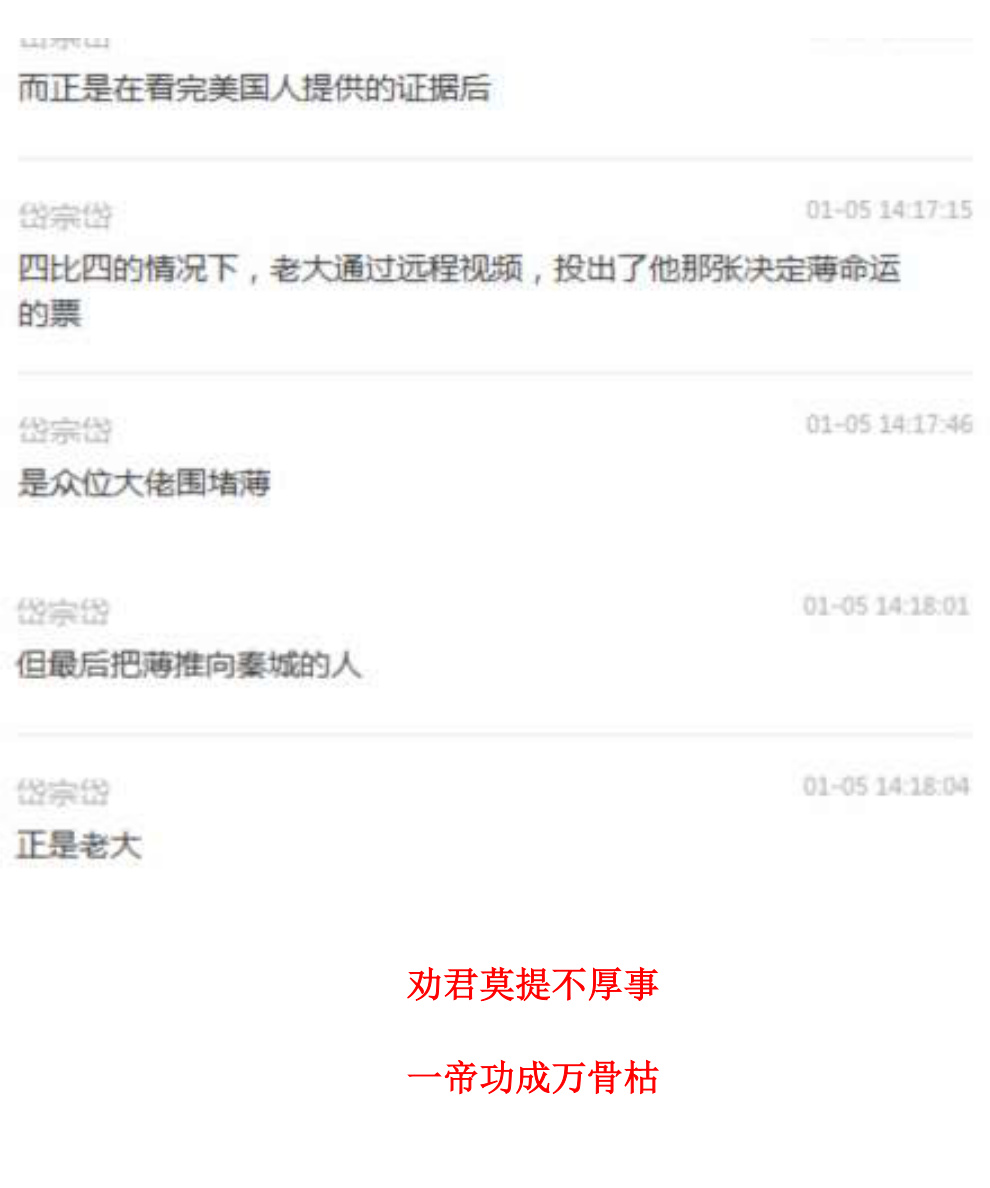 而正是在看完美国人提供的证据后
岱宗岱
01-05 14:17:15
四比四的情况下，老大通过远程视频，投出了他那张决定薄命运
的票
岱宗岱
01-05 14:17:46
是众位大佬围堵薄
岱宗岱
01-05 14:18:01
但最后把薄推向秦城的人
岱宗岱
01-05 14:18:04
正是老大
劝君莫提不厚事
一帝功成万骨枯